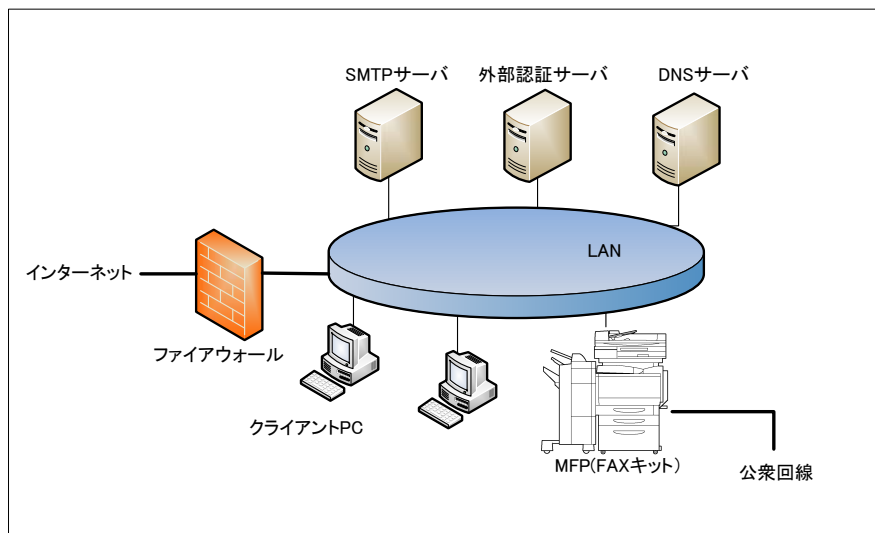 SMTPサーバ
外部認証サーバ
DNSサーバ
LAN
インターネット
ファイアウォール
クライアントPC
MFP(FAXキット)
公衆回線